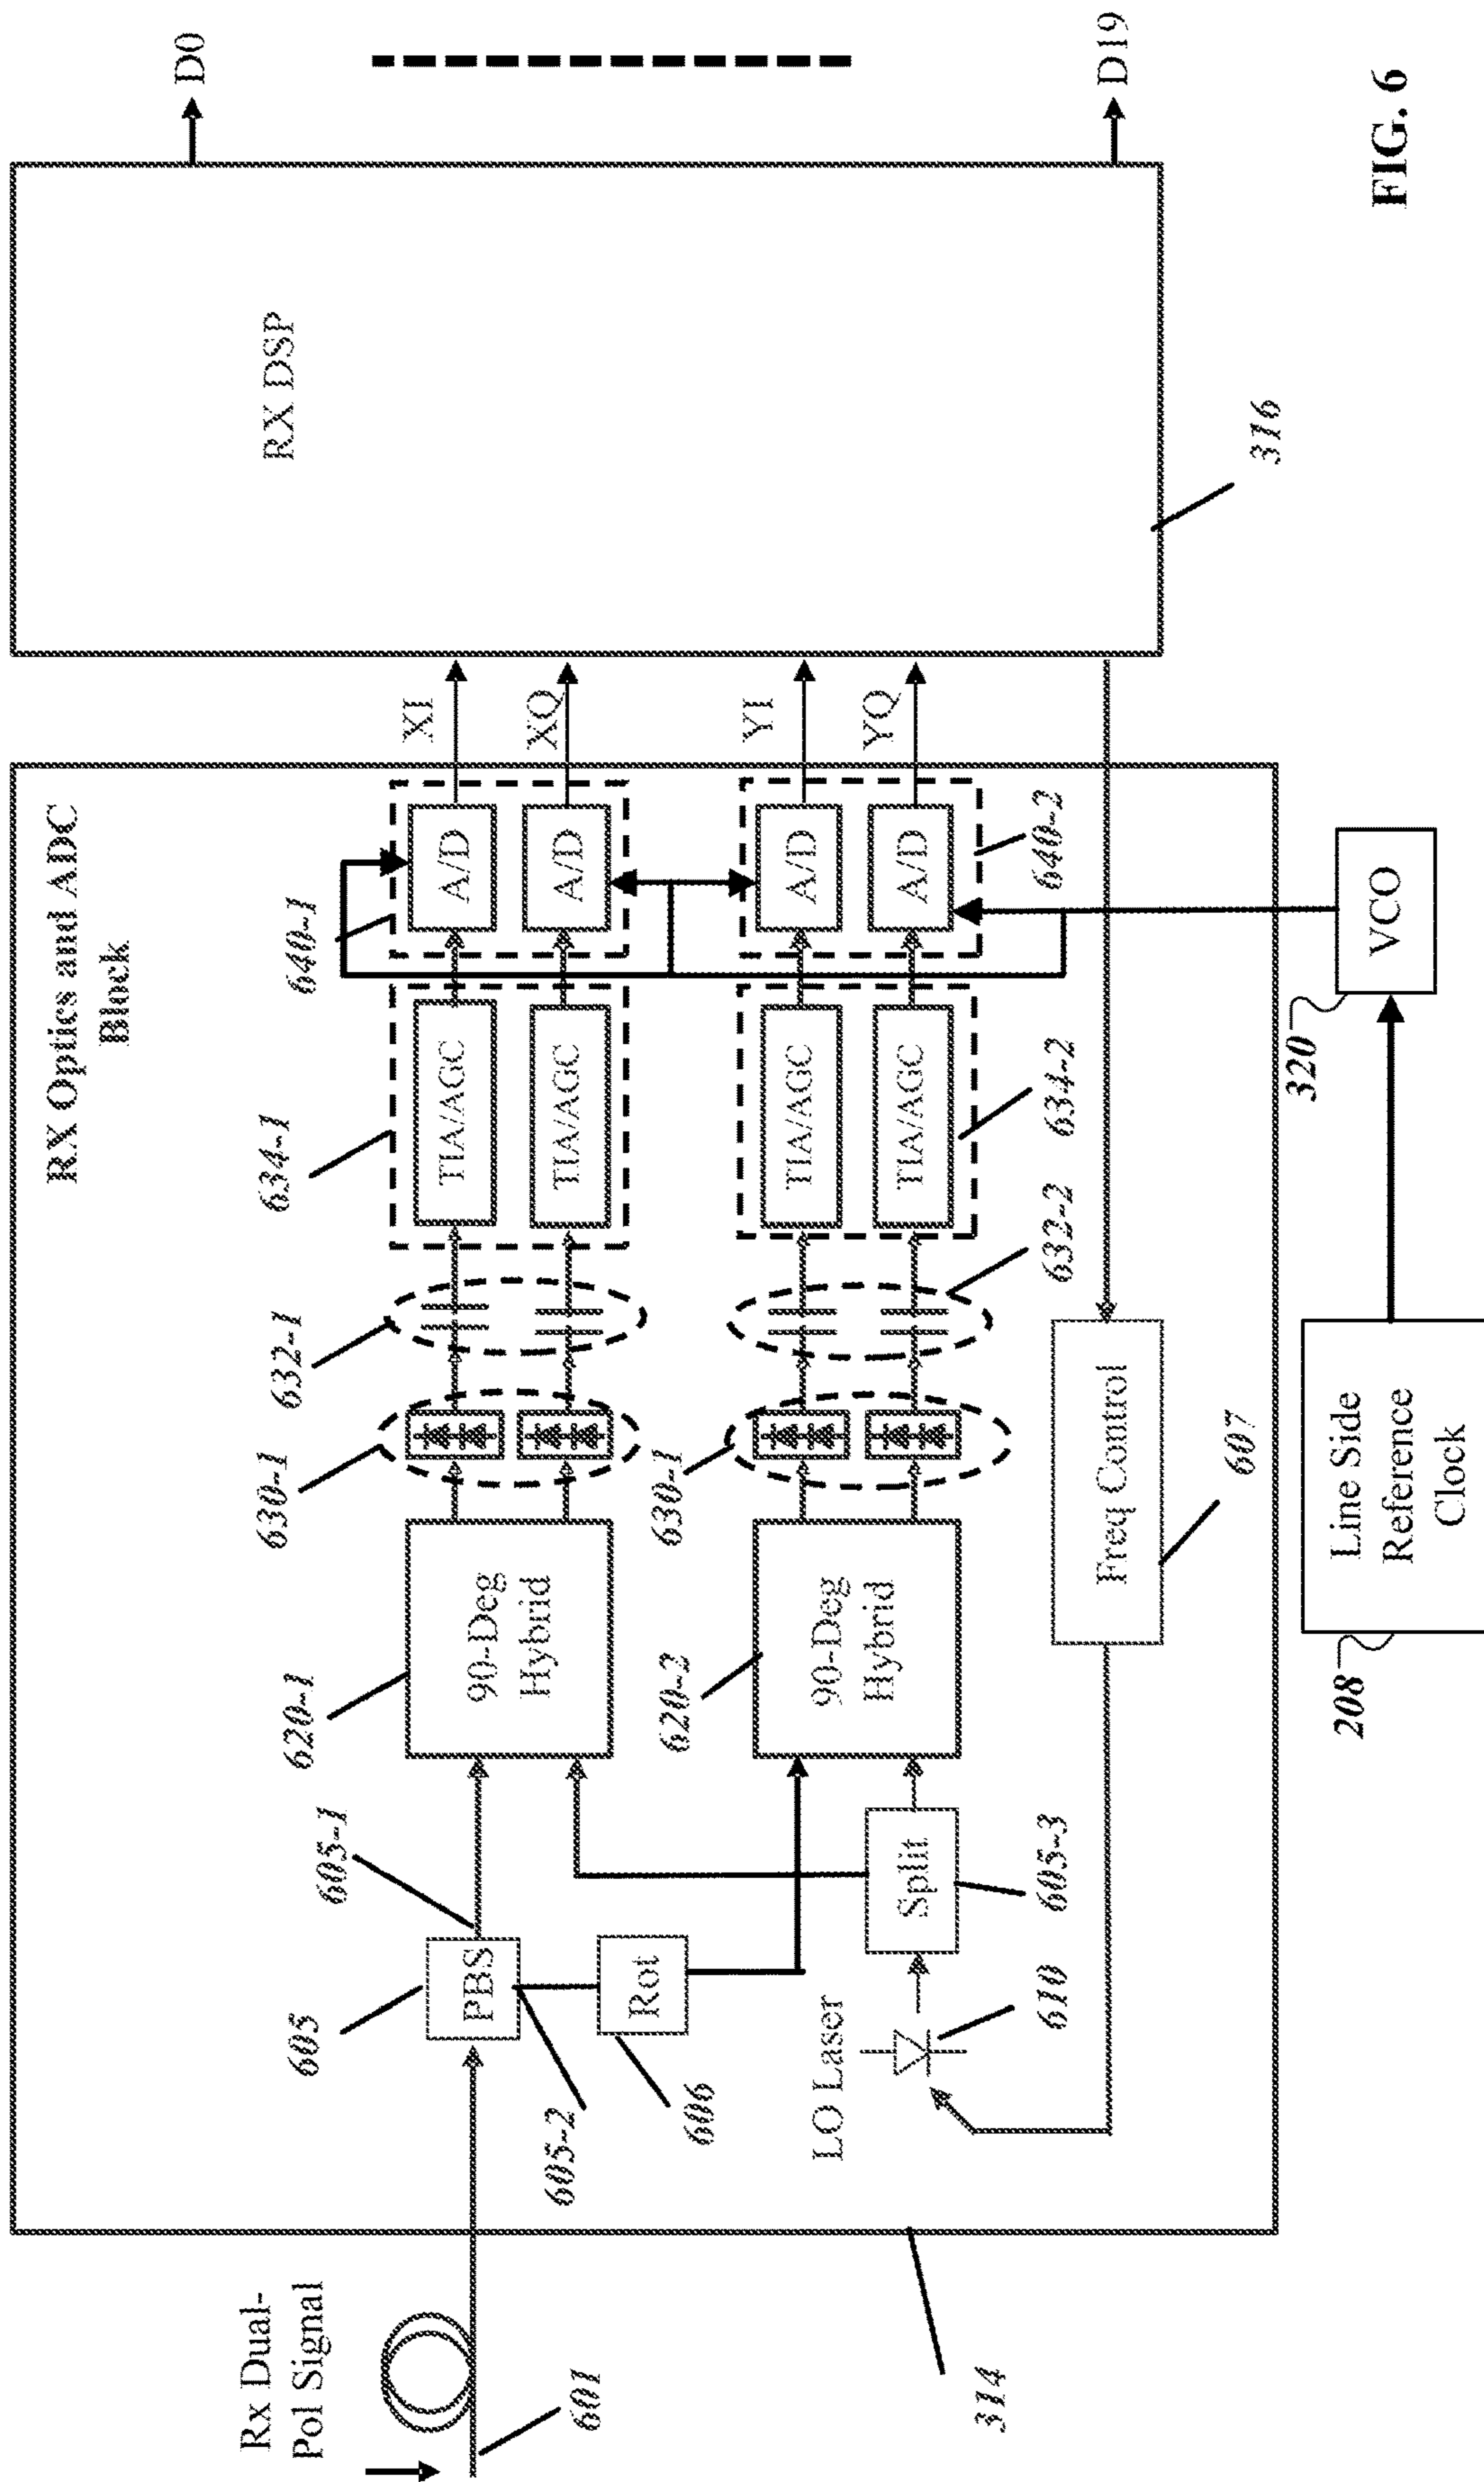 Rx Dual-
Pol Signal
601
314
RX Optics and ADC
Block
605
PBS
605-1
605-2
Rot
606
LO Laser
610
Split
605-3
620-1
90-Deg
Hybrid
620-2
90-Deg
Hybrid
630-1
630-1
632-1
632-2
634-1
TIA/AGC
TIA/AGC
TIA/AGC
TIA/AGC
634-2
640-1
A/D
A/D
A/D
A/D
640-2
Freq Control
607
XI
XQ
YI
YQ
RX DSP
316
D0
D19
208
Line Side
Reference
Clock
320
VCO
FIG. 6